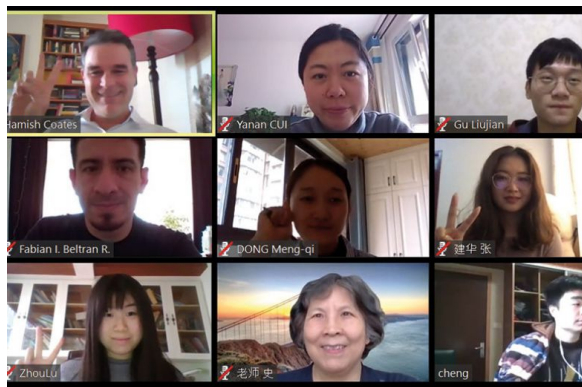 Hamish Coates
Yanan CUI
Gu Liujian
Fabian I. Beltran R.
DONG Meng-qi
建华 张
ZhouLu
老师 史
cheng